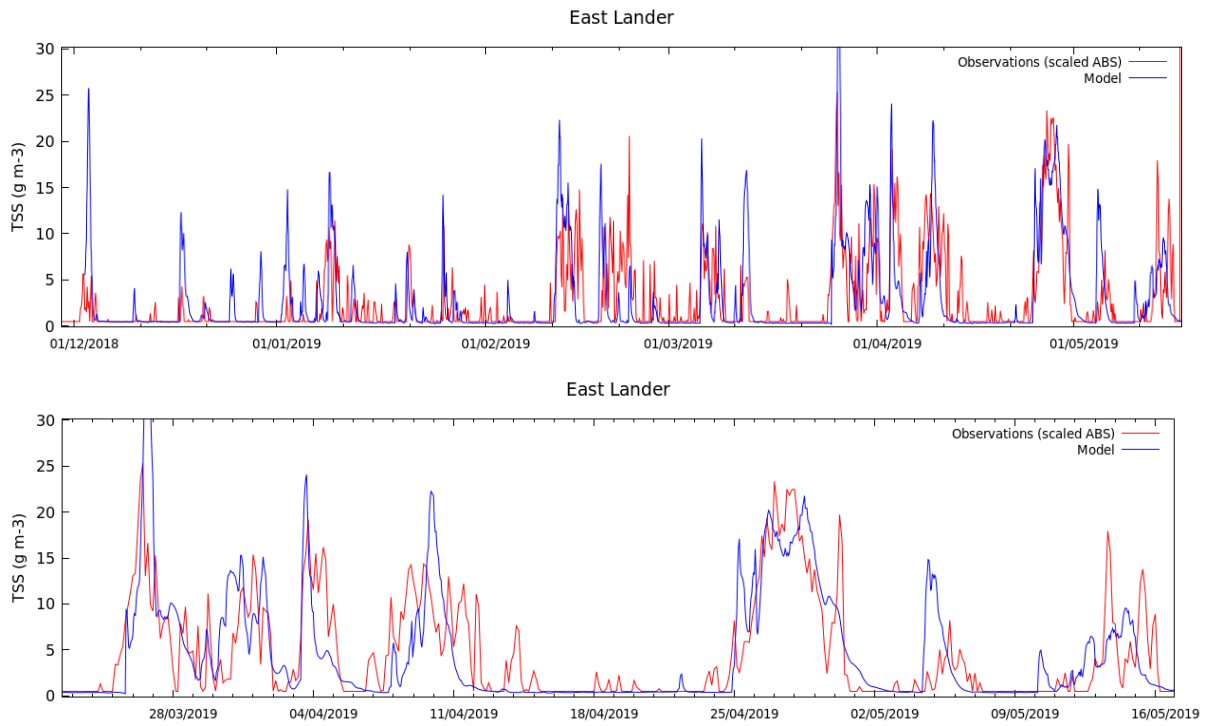 East Lander
30
Observations (scaled ABS)
Model
25
20
TSS (g m-3)
15
10
5
0
01/12/2018 01/01/2019 01/02/2019 01/03/2019 01/04/2019 01/05/2019
East Lander
30
Observations (scaled ABS)
Model
25
20
TSS (g m-3)
15
10
5
0
28/03/2019 04/04/2019 11/04/2019 18/04/2019 25/04/2019 02/05/2019 09/05/2019 16/05/2019